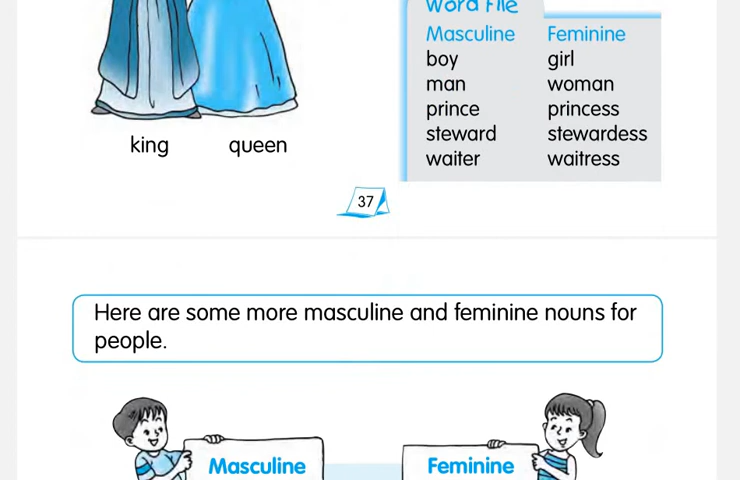 Word File
Masculine Feminine
boy girl
man woman
prince princess
steward stewardess
waiter waitress
king queen
37
Here are some more masculine and feminine nouns for
people.
Masculine Feminine